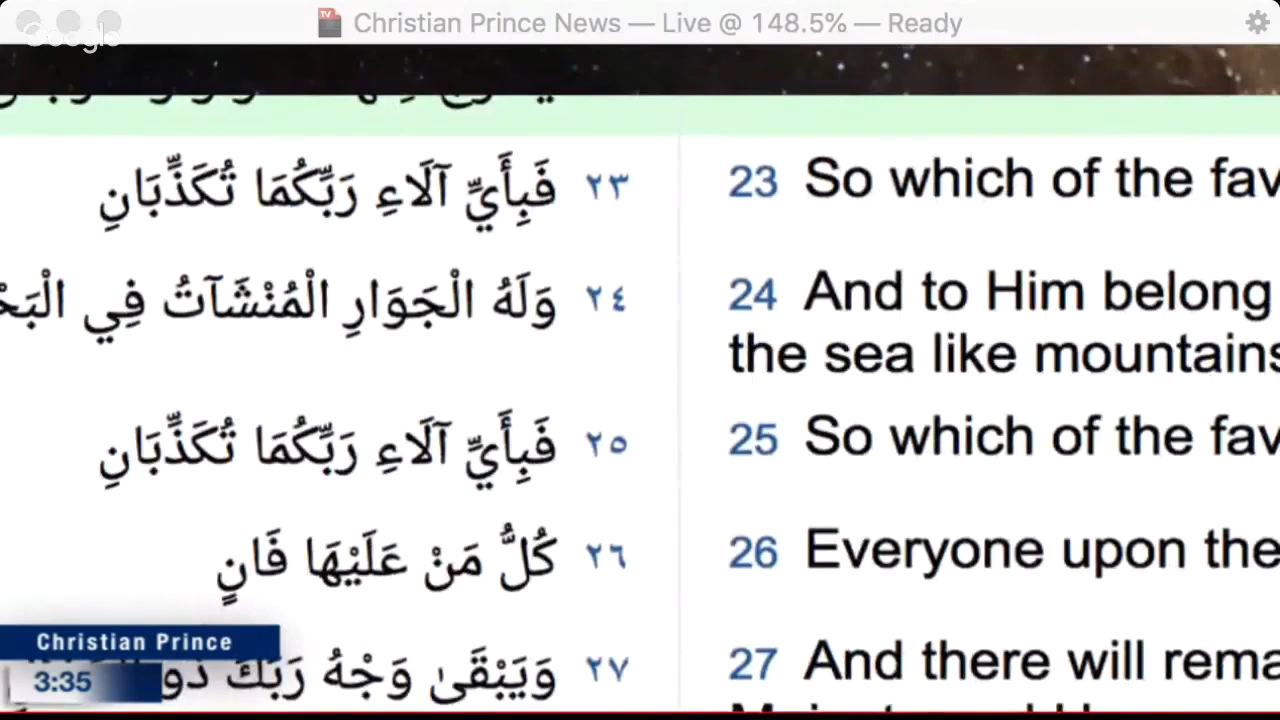 Christian Prince News — Live @ 148.5% — Ready
Google
٢٣ فَبِأَيِّ آلَاءِ رَبِّكُمَا تُكَذِّبَانِ
23 So which of the fav
٢٤ وَلَهُ الْجَوَارِ الْمُنْشَآتُ فِي الْبَحْ
24 And to Him belong
the sea like mountains
٢٥ فَبِأَيِّ آلَاءِ رَبِّكُمَا تُكَذِّبَانِ
25 So which of the fav
٢٦ كُلُّ مَنْ عَلَيْهَا فَانٍ
26 Everyone upon the
٢٧ وَيَبْقَىٰ وَجْهُ رَبِّكَ ذُو
27 And there will rema
Christian Prince
3:35